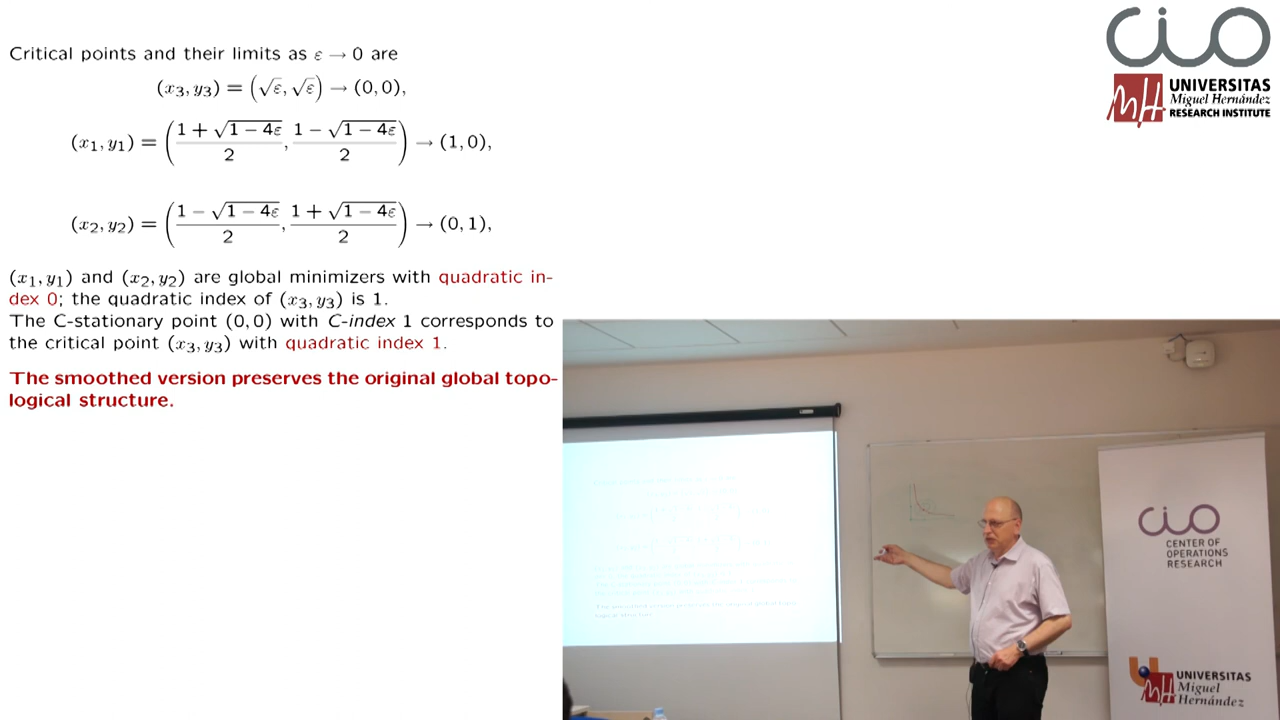 Critical points and their limits as ε → 0 are
(x₃, y₃) = (√ε, √ε) → (0, 0),
(x₁, y₁) = ( (1 + √(1 − 4ε))/2 , (1 − √(1 − 4ε))/2 ) → (1, 0),
(x₂, y₂) = ( (1 − √(1 − 4ε))/2 , (1 + √(1 − 4ε))/2 ) → (0, 1),
(x₁, y₁) and (x₂, y₂) are global minimizers with quadratic in-
dex 0; the quadratic index of (x₃, y₃) is 1.
The C-stationary point (0, 0) with C-index 1 corresponds to
the critical point (x₃, y₃) with quadratic index 1.
The smoothed version preserves the original global topo-
logical structure.
CIO
MH
UNIVERSITAS
Miguel Hernández
RESEARCH INSTITUTE
CIO
CENTER OF
OPERATIONS
RESEARCH
MH
UNIVERSITAS
Miguel
Hernández